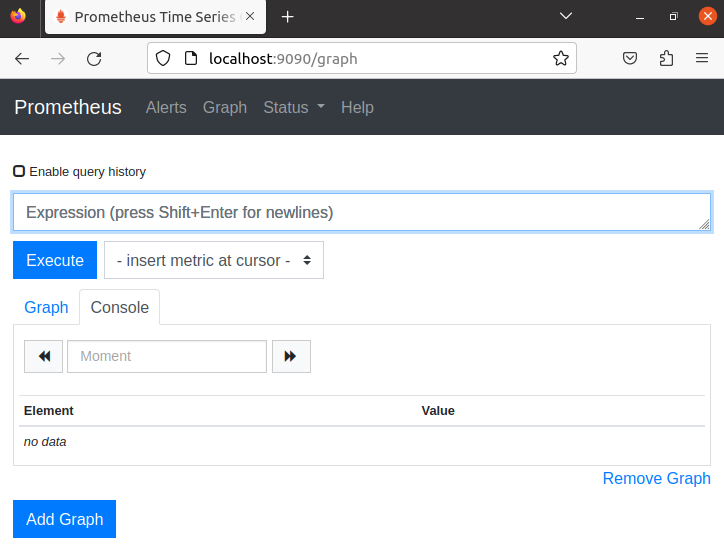 Prometheus Time Series
localhost:9090/graph
Prometheus Alerts Graph Status Help
Enable query history
Expression (press Shift+Enter for newlines)
Execute - insert metric at cursor -
Graph Console
Moment
Element Value
no data
Remove Graph
Add Graph